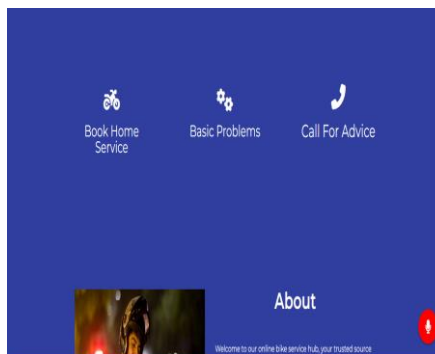 Book Home
Service
Basic Problems
Call For Advice
About
Welcome to our online bike service hub, your trusted source